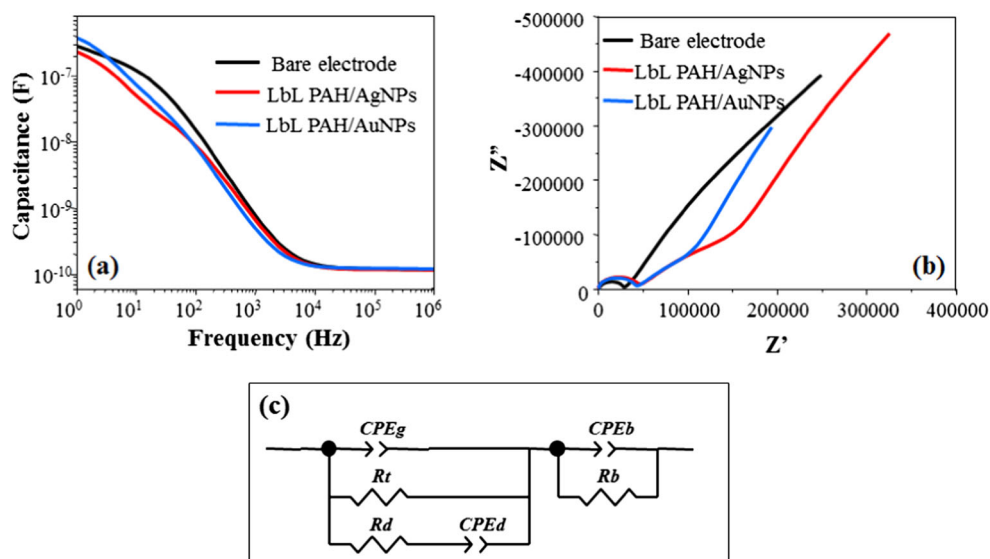 10⁻⁷
10⁻⁸
10⁻⁹
10⁻¹⁰
Capacitance (F)
Bare electrode
LbL PAH/AgNPs
LbL PAH/AuNPs
(a)
10⁰ 10¹ 10² 10³ 10⁴ 10⁵ 10⁶
Frequency (Hz)
-500000
-400000
-300000
-200000
-100000
0
Z”
Bare electrode
LbL PAH/AgNPs
LbL PAH/AuNPs
(b)
0 100000 200000 300000 400000
Z’
(c)
CPEg CPEb
Rt Rb
Rd CPEd